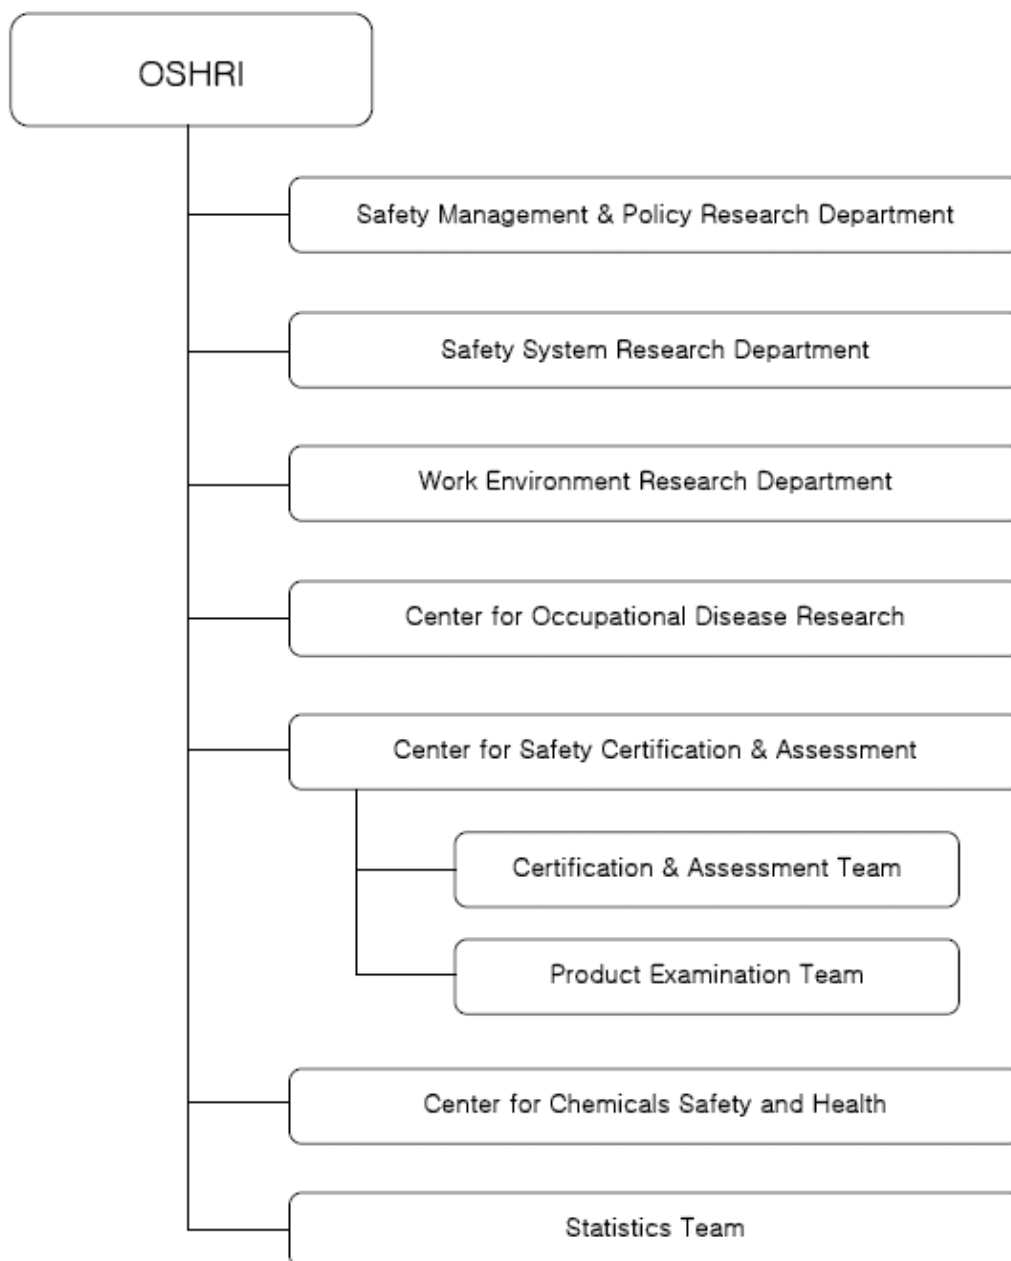 OSHRI
Safety Management & Policy Research Department
Safety System Research Department
Work Environment Research Department
Center for Occupational Disease Research
Center for Safety Certification & Assessment
Certification & Assessment Team
Product Examination Team
Center for Chemicals Safety and Health
Statistics Team